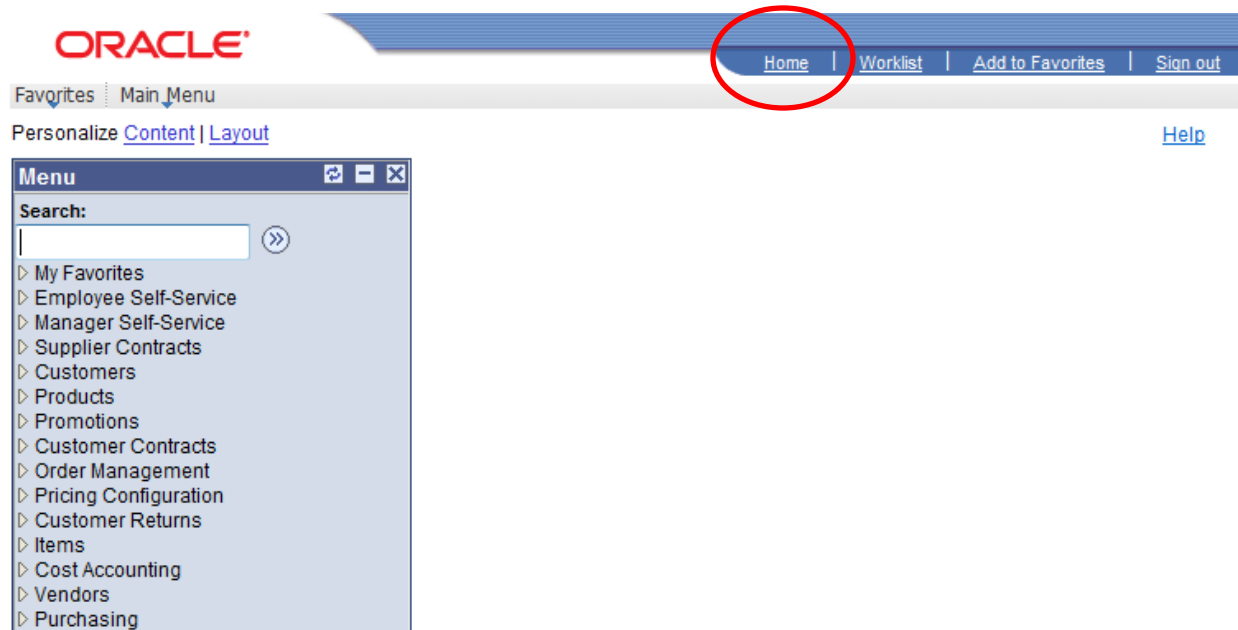 ORACLE
Home | Worklist | Add to Favorites | Sign out
Favorites Main Menu
Personalize Content | Layout
Help
Menu
Search:
My Favorites
Employee Self-Service
Manager Self-Service
Supplier Contracts
Customers
Products
Promotions
Customer Contracts
Order Management
Pricing Configuration
Customer Returns
Items
Cost Accounting
Vendors
Purchasing